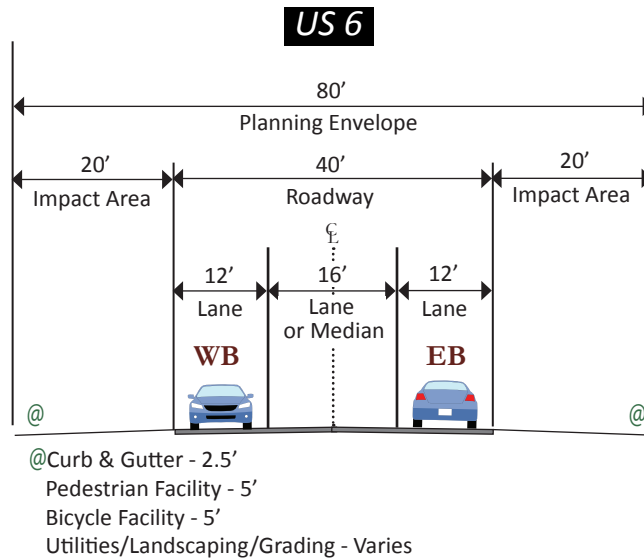 US 6
80’
Planning Envelope
20’ 40’ 20’
Impact Area Roadway Impact Area
℄
12’ 16’ 12’
Lane Lane Lane
or Median
WB EB
@ @
@Curb & Gutter - 2.5’
Pedestrian Facility - 5’
Bicycle Facility - 5’
Utilities/Landscaping/Grading - Varies